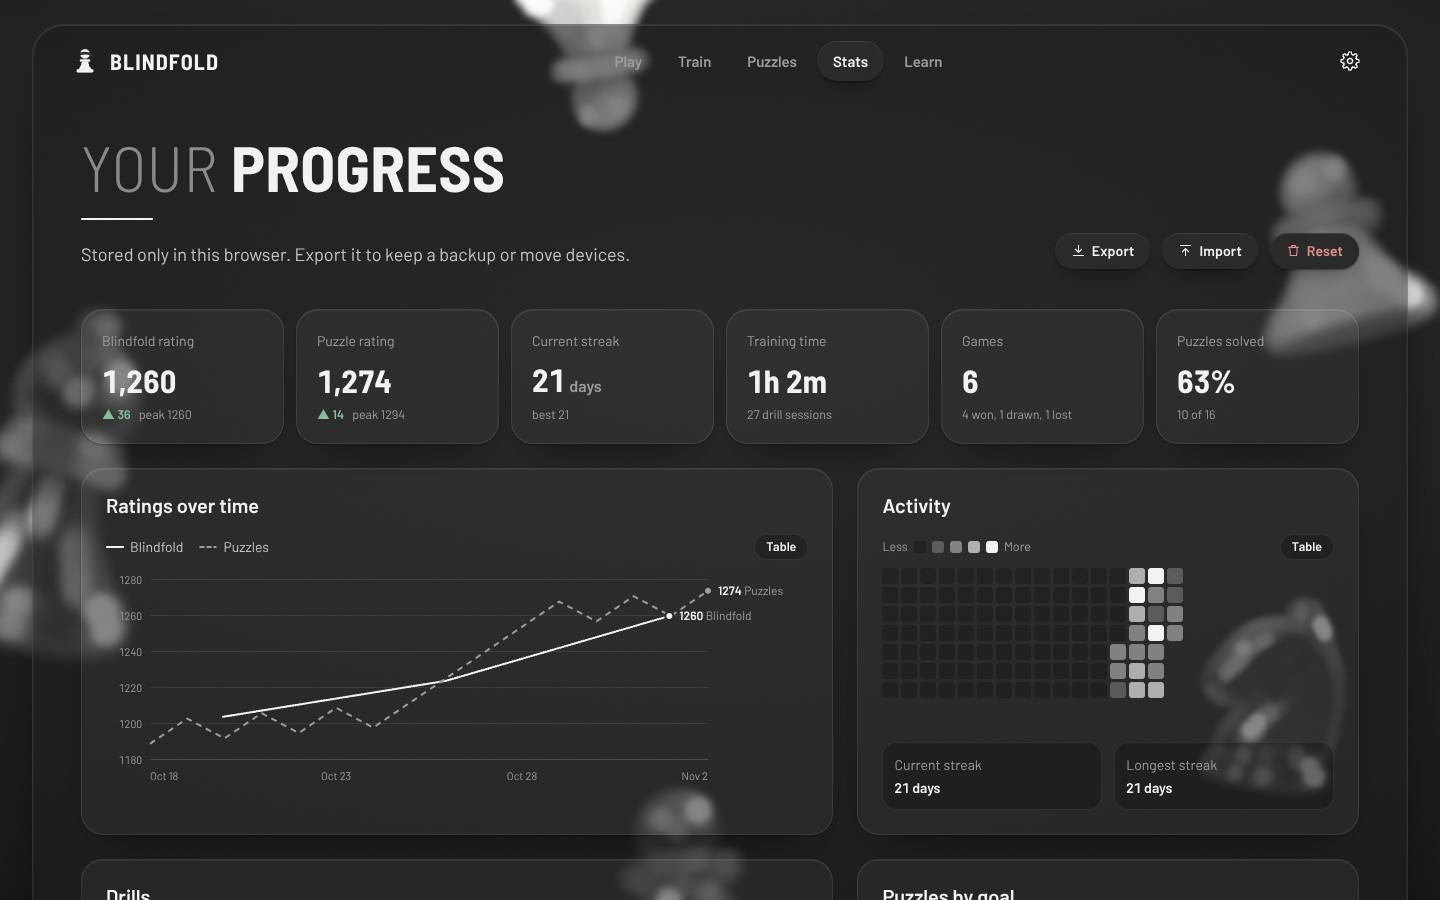 BLINDFOLD
Play Train Puzzles Stats Learn
YOUR PROGRESS
Stored only in this browser. Export it to keep a backup or move devices.
Export Import Reset
Blindfold rating
1,260
36 peak 1260
Puzzle rating
1,274
14 peak 1294
Current streak
21 days
best 21
Training time
1h 2m
27 drill sessions
Games
6
4 won, 1 drawn, 1 lost
Puzzles solved
63%
10 of 16
Ratings over time
Blindfold Puzzles
Table
1280
1260
1240
1220
1200
1180
1274 Puzzles
1260 Blindfold
Oct 18 Oct 23 Oct 28 Nov 2
Activity
Less More
Table
Current streak
21 days
Longest streak
21 days
Drills
Puzzles by goal